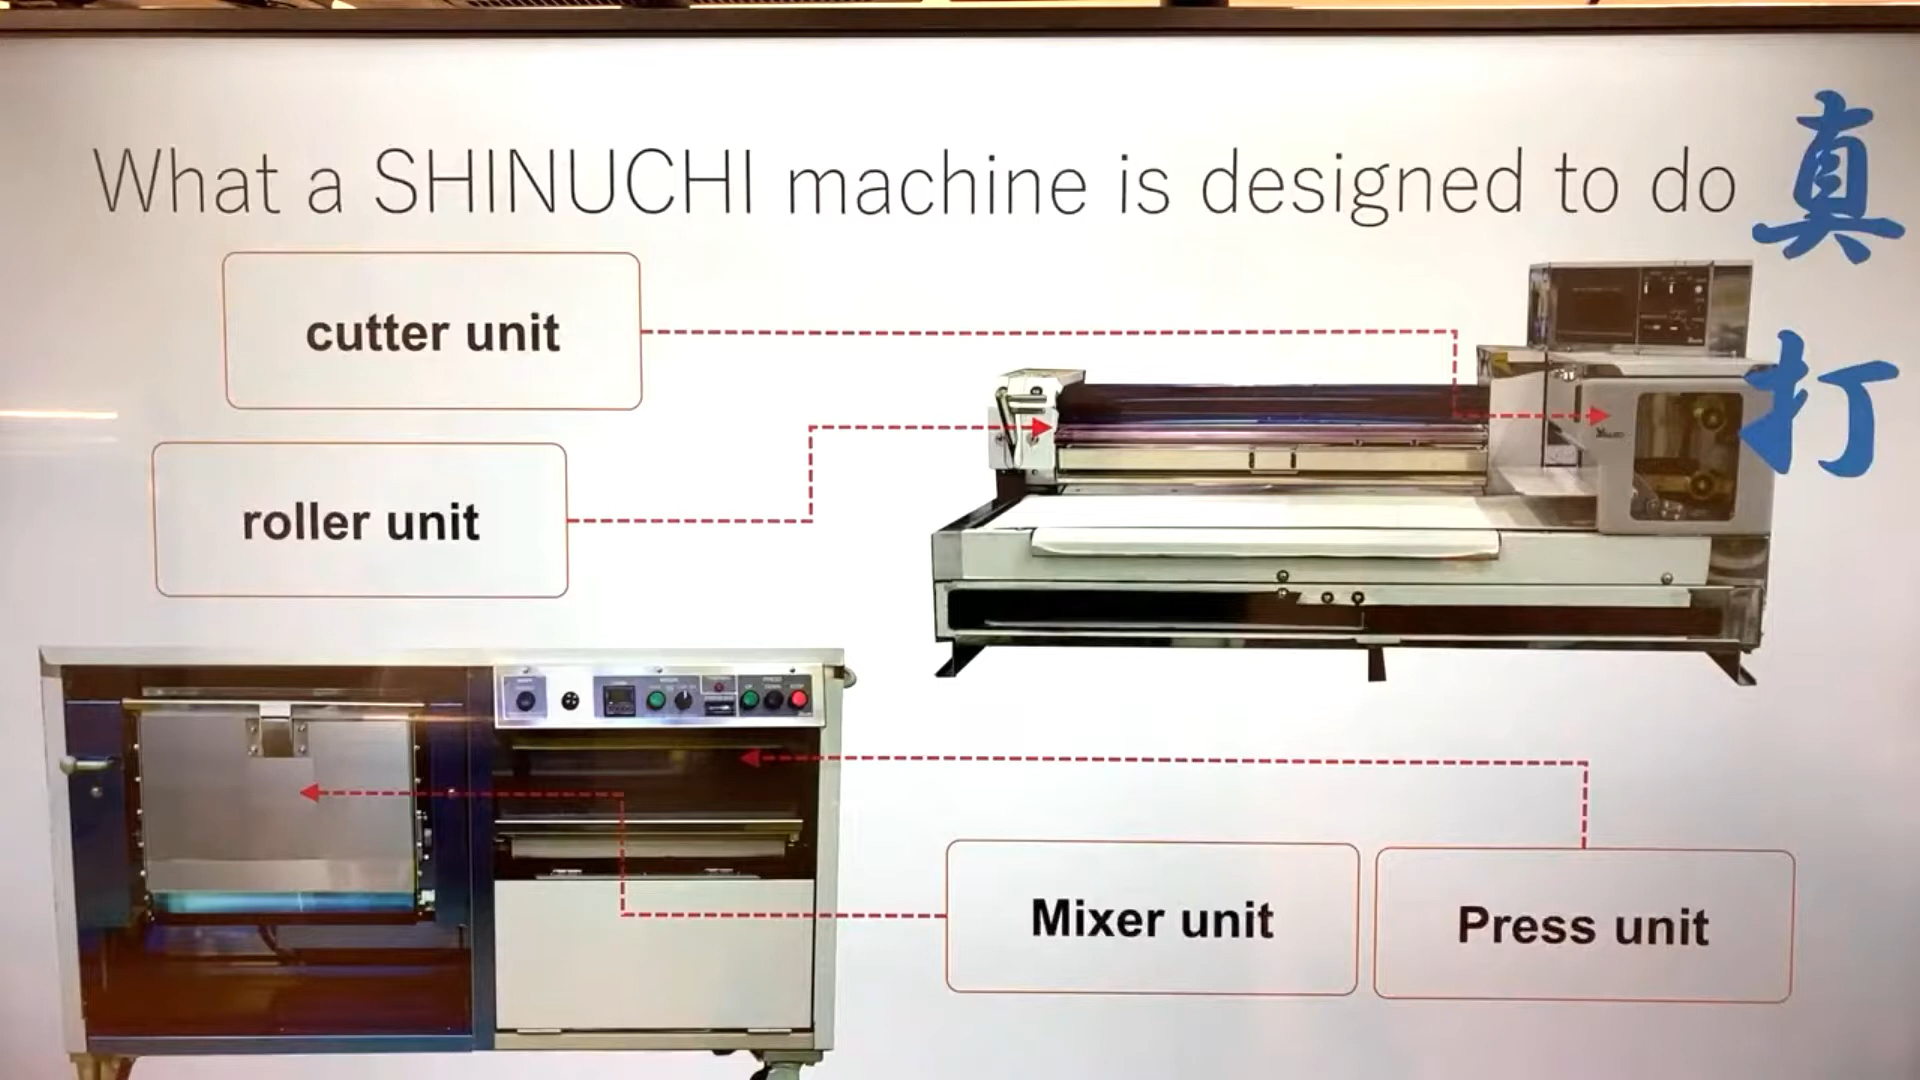 What a SHINUCHI machine is designed to do
真打
cutter unit
roller unit
Mixer unit
Press unit